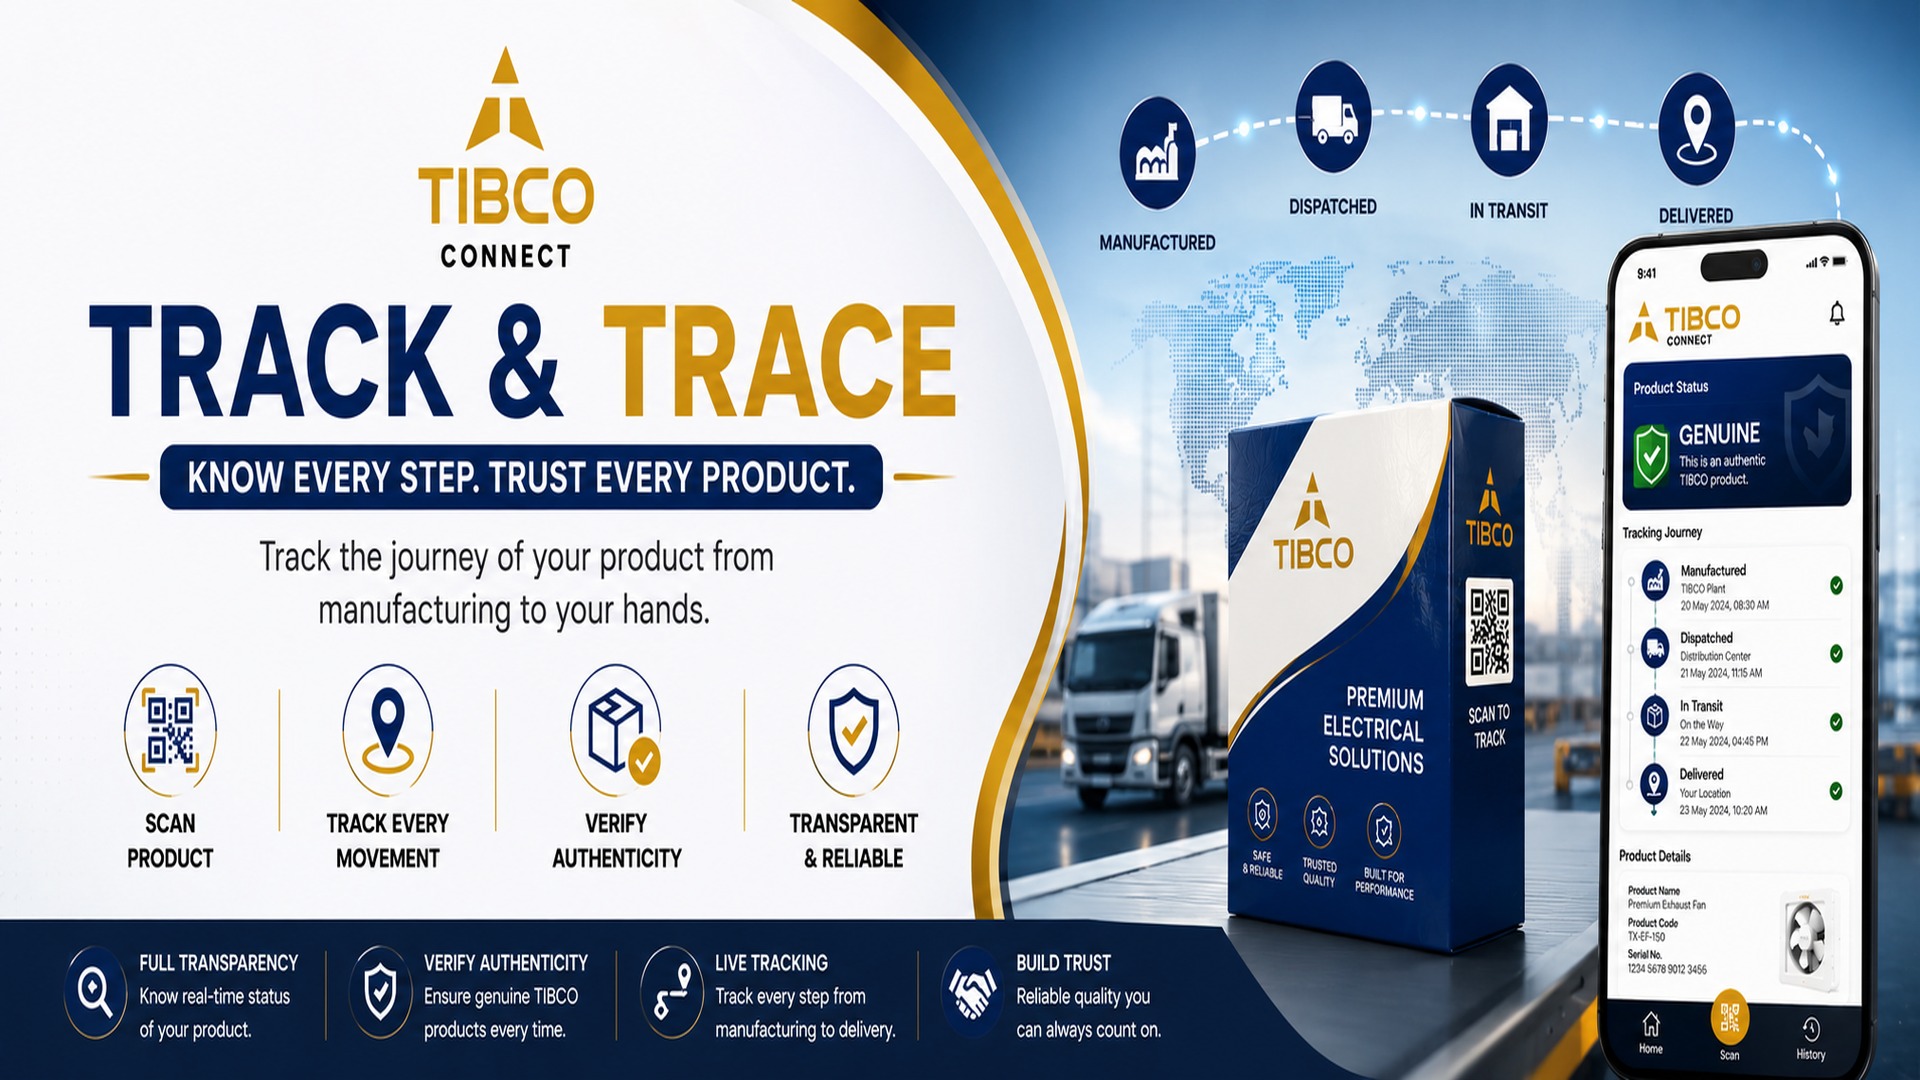 TIBCO
CONNECT
TRACK & TRACE
KNOW EVERY STEP. TRUST EVERY PRODUCT.
Track the journey of your product from
manufacturing to your hands.
SCAN
PRODUCT
TRACK EVERY
MOVEMENT
VERIFY
AUTHENTICITY
TRANSPARENT
& RELIABLE
FULL TRANSPARENCY
Know real-time status
of your product.
VERIFY AUTHENTICITY
Ensure genuine TIBCO
products every time.
LIVE TRACKING
Track every step from
manufacturing to delivery.
BUILD TRUST
Reliable quality you
can always count on.
MANUFACTURED
DISPATCHED
IN TRANSIT
DELIVERED
TIBCO
PREMIUM
ELECTRICAL
SOLUTIONS
SAFE
& RELIABLE
TRUSTED
QUALITY
BUILT FOR
PERFORMANCE
TIBCO
SCAN TO
TRACK
9:41
TIBCO
CONNECT
Product Status
GENUINE
This is an authentic
TIBCO product.
Tracking Journey
Manufactured
TIBCO Plant
20 May 2024, 08:30 AM
Dispatched
Distribution Center
21 May 2024, 11:15 AM
In Transit
On the Way
22 May 2024, 04:45 PM
Delivered
Your Location
23 May 2024, 10:20 AM
Product Details
Product Name
Premium Exhaust Fan
Product Code
TX-EF-150
Serial No.
1234 5678 9012 3456
Home
Scan
History